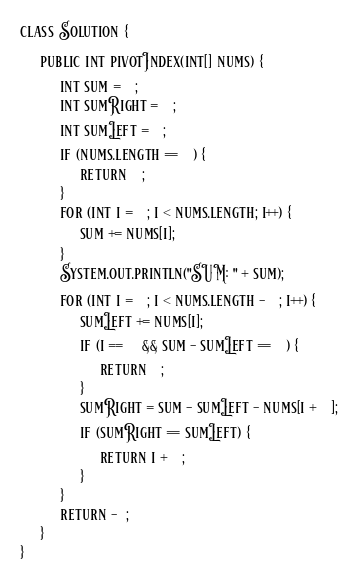 class Solution {
public int pivotIndex(int[] nums) {
int sum = ;
int sumRight = ;
int sumLeft = ;
if (nums.length == ) {
return ;
}
for (int i = ; i < nums.length; i++) {
sum += nums[i];
}
System.out.println("SUM: " + sum);
for (int i = ; i < nums.length - ; i++) {
sumLeft += nums[i];
if (i == && sum - sumLeft == ) {
return ;
}
sumRight = sum - sumLeft - nums[i + ];
if (sumRight == sumLeft) {
return i + ;
}
}
return - ;
}
}